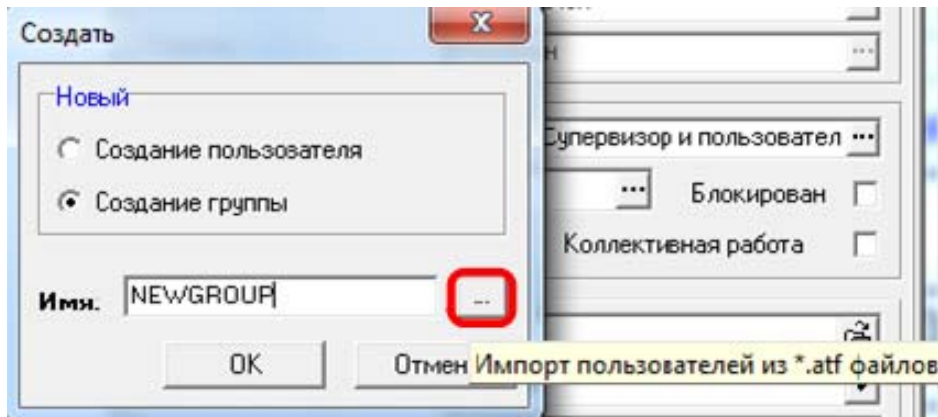 Создать
x
н
...
Новый
Создание пользователя
Супервизор и пользовател ...
Создание группы
... Блокирован
Коллективная работа
Имя. NEWGROUP ...
OK Отмен Импорт пользователей из *.atf файлов